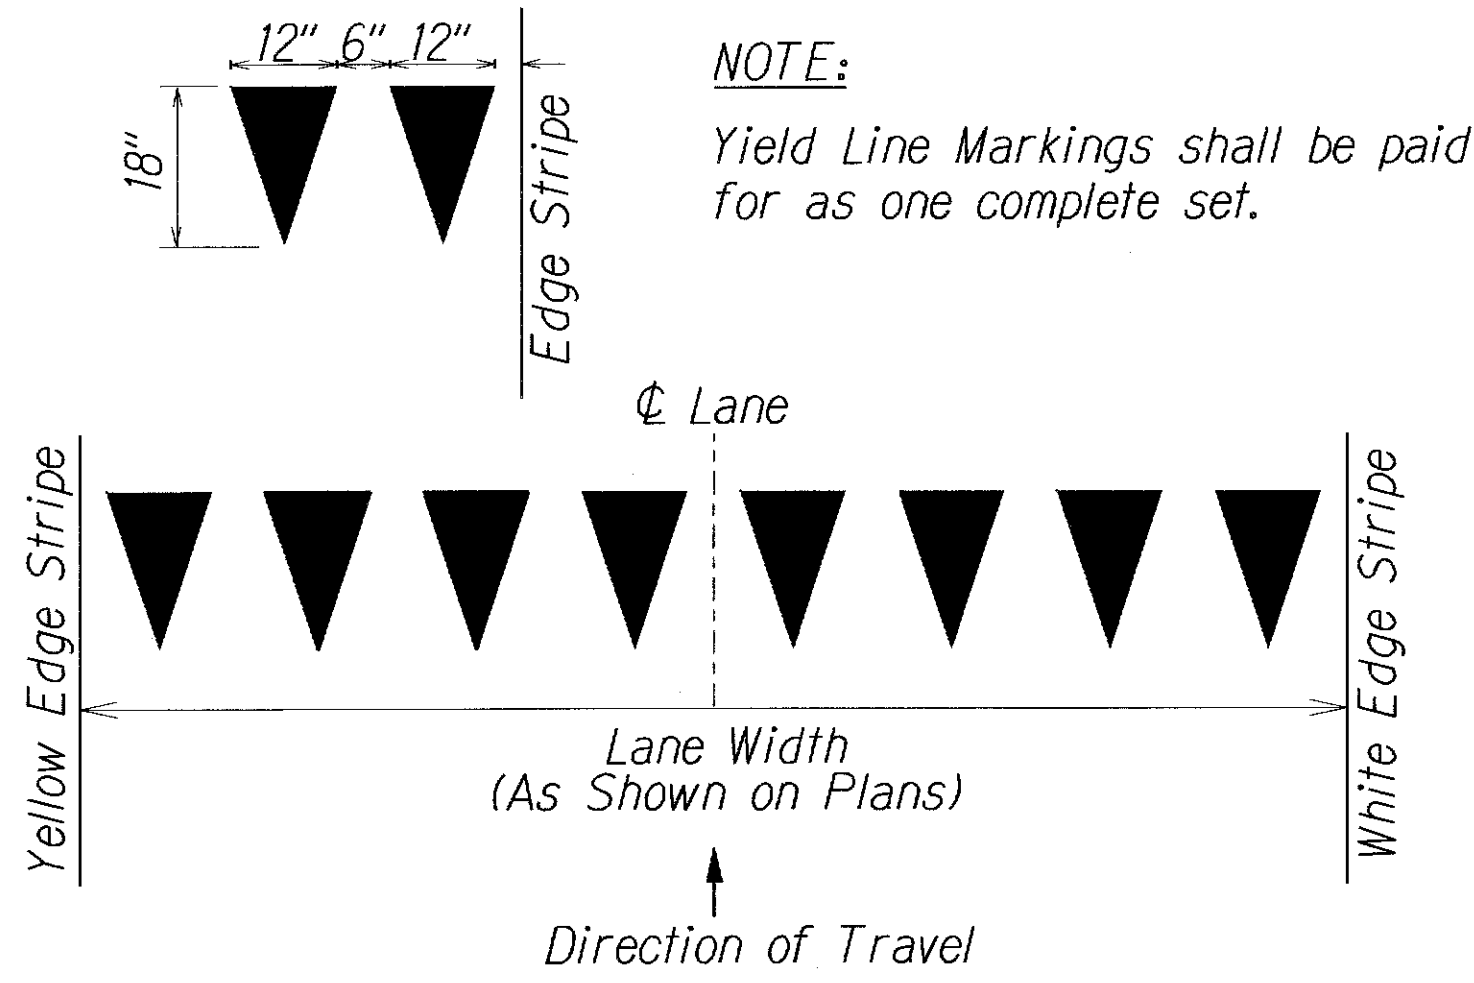 12" 6" 12"
18"
Edge Stripe
NOTE:
Yield Line Markings shall be paid
for as one complete set.
℄ Lane
Yellow Edge Stripe
White Edge Stripe
Lane Width
(As Shown on Plans)
Direction of Travel